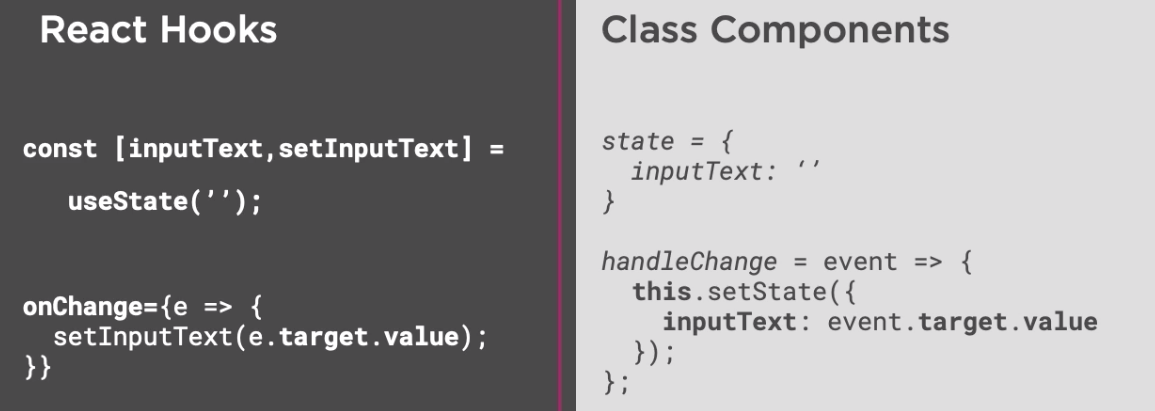 React Hooks
const [inputText,setInputText] =
useState(’’);
onChange={e => {
setInputText(e.target.value);
}}
Class Components
state = {
inputText: ‘’
}
handleChange = event => {
this.setState({
inputText: event.target.value
});
};